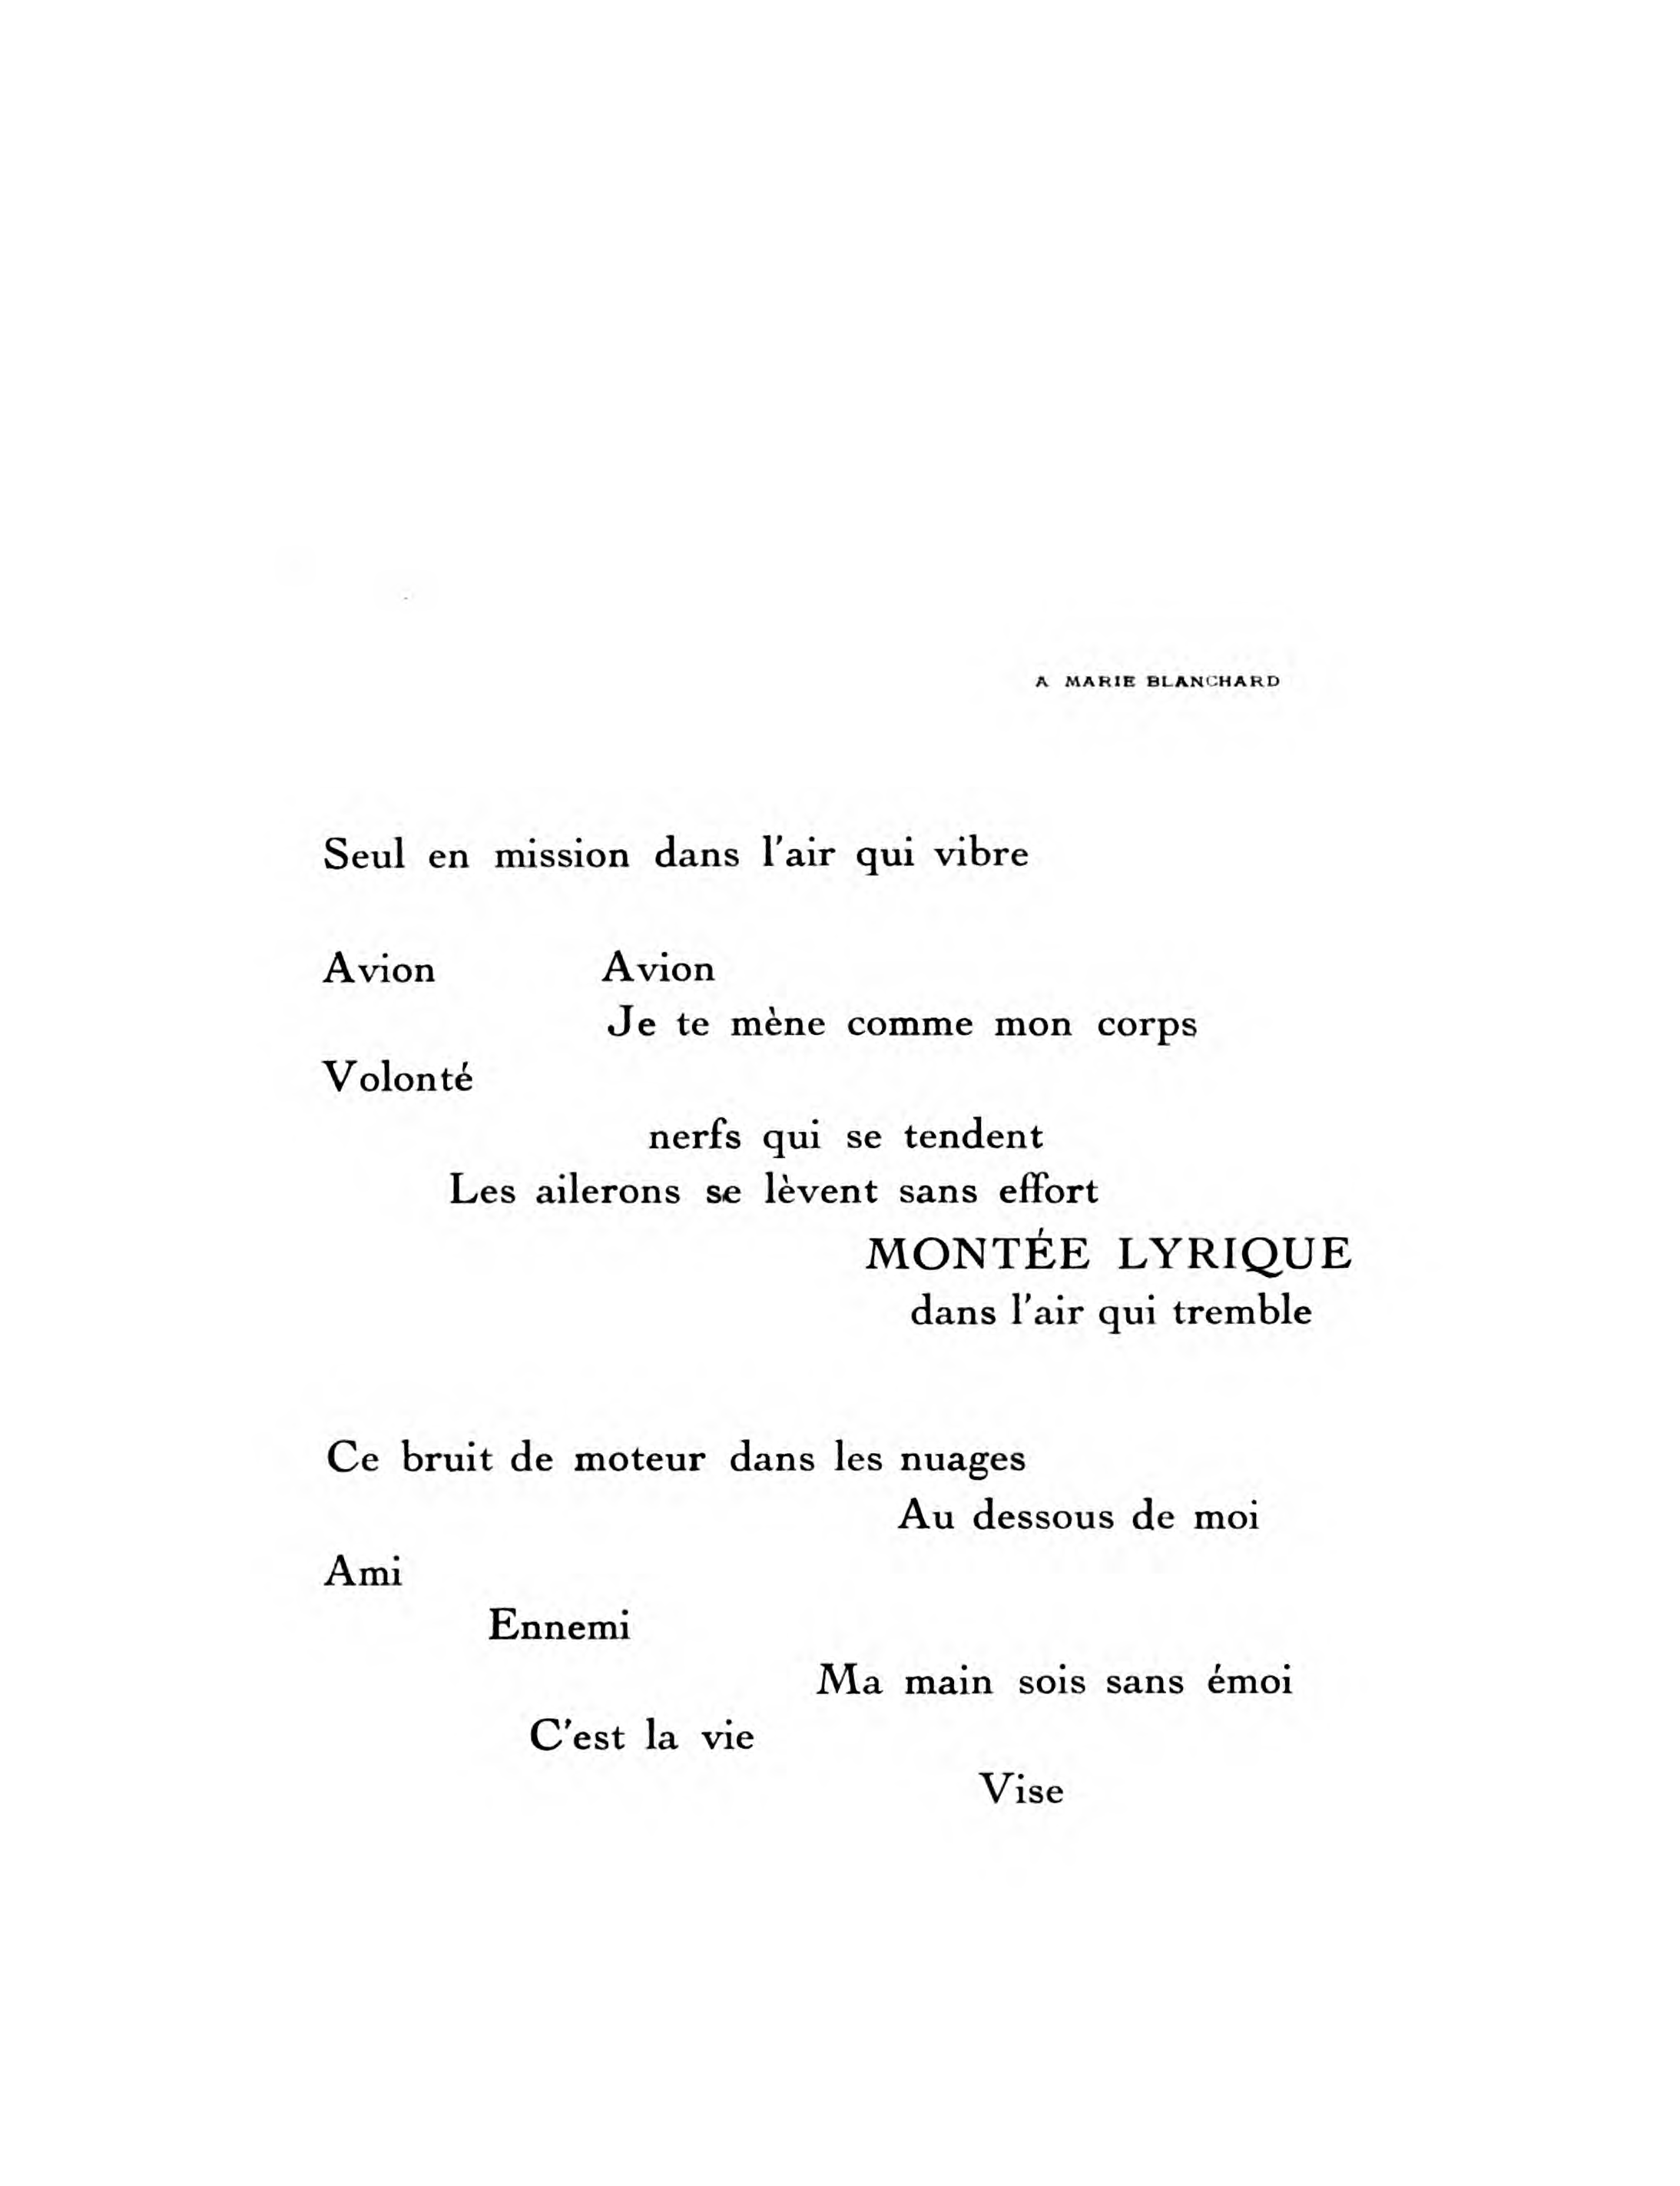 A MARIE BLANCHARD
Seul en mission dans l'air qui vibre
Avion Avion
Je te mène comme mon corps
Volonté
nerfs qui se tendent
Les ailerons se lèvent sans effort
MONTÉE LYRIQUE
dans l'air qui tremble
Ce bruit de moteur dans les nuages
Au dessous de moi
Ami
Ennemi
Ma main sois sans émoi
C'est la vie
Vise